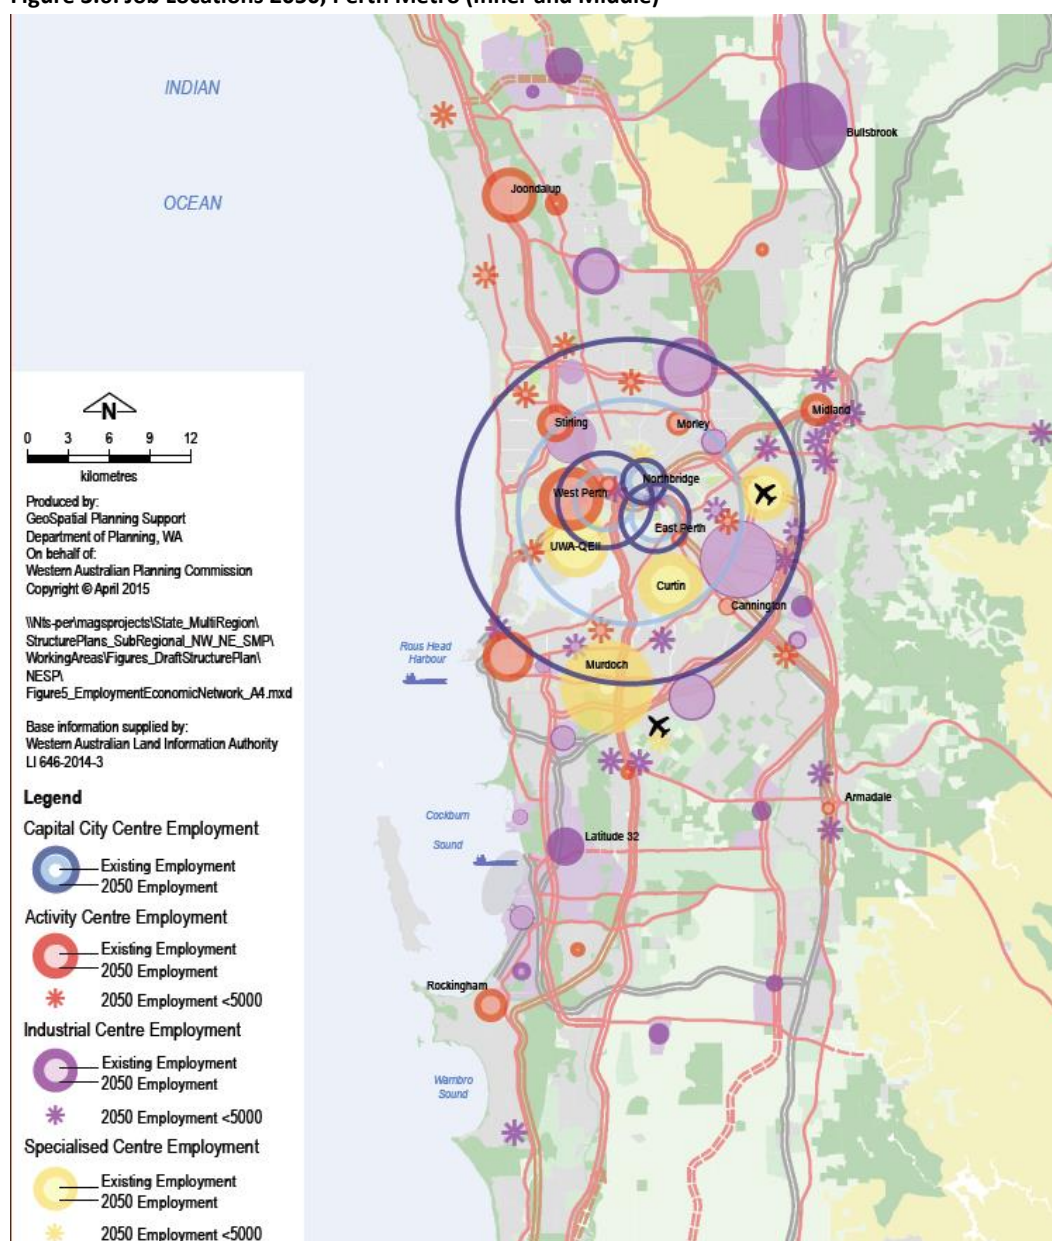 Figure 3.8: Job Locations 2050, Perth Metro (Inner and Middle)
INDIAN
OCEAN
Bullsbrook
Joondalup
Midland
Stirling
Morley
Northbridge
West Perth
East Perth
UWA-QEII
Curtin
Cannington
Rous Head
Harbour
Murdoch
Armadale
Cockburn
Sound
Latitude 32
Rockingham
Warnbro
Sound
N
0 3 6 9 12
kilometres
Produced by:
GeoSpatial Planning Support
Department of Planning, WA
On behalf of:
Western Australian Planning Commission
Copyright © April 2015
\\Nts-per\magsprojects\State_MultiRegion\
StructurePlans_SubRegional_NW_NE_SMP\
WorkingAreas\Figures_DraftStructurePlan\
NESP\
Figure5_EmploymentEconomicNetwork_A4.mxd
Base information supplied by:
Western Australian Land Information Authority
LI 646-2014-3
Legend
Capital City Centre Employment
Existing Employment
2050 Employment
Activity Centre Employment
Existing Employment
2050 Employment
2050 Employment <5000
Industrial Centre Employment
Existing Employment
2050 Employment
2050 Employment <5000
Specialised Centre Employment
Existing Employment
2050 Employment
2050 Employment <5000